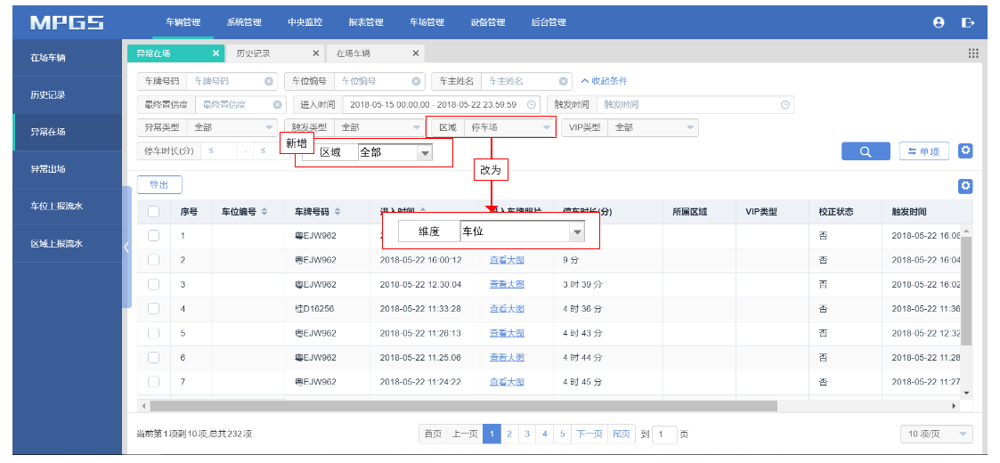 MPGS 车辆管理 系统管理 中央监控 报表管理 车场管理 设备管理 后台管理
在场车辆
历史记录
异常在场
异常出场
车位上报流水
区域上报流水
异常在场 × 历史记录 × 在场车辆 ×
车牌号码 车牌号码 车位编号 车位编号 车主姓名 车主姓名 收起条件
最终置信度 最终置信度 进入时间 2018-05-15 00:00:00 - 2018-05-22 23:59:59 触发时间 触发时间
异常类型 全部 触发类型 全部 区域 停车场 VIP类型 全部
新增
停车时长(分) ≤ - ≤ 区域 全部 单项
改为
导出
序号 车位编号 车牌号码 进入时间 进入车牌照片 停车时长(分) 所属区域 VIP类型 校正状态 触发时间
维度 车位
1 粤EJW962 2 否 2018-05-22 16:08
2 粤EJW962 2018-05-22 16:00:12 查看大图 9 分 否 2018-05-22 16:04
3 粤EJW962 2018-05-22 12:30:04 查看大图 3 时 39 分 否 2018-05-22 16:02
4 桂D16256 2018-05-22 11:33:28 查看大图 4 时 36 分 否 2018-05-22 11:36
5 粤EJW962 2018-05-22 11:26:13 查看大图 4 时 43 分 否 2018-05-22 12:32
6 粤EJW962 2018-05-22 11:25:06 查看大图 4 时 44 分 否 2018-05-22 11:28
7 粤EJW962 2018-05-22 11:24:22 查看大图 4 时 45 分 否 2018-05-22 11:27
当前第1项到10项,总共232项 首页 上一页 1 2 3 4 5 下一页 尾页 到 1 页 10 项/页